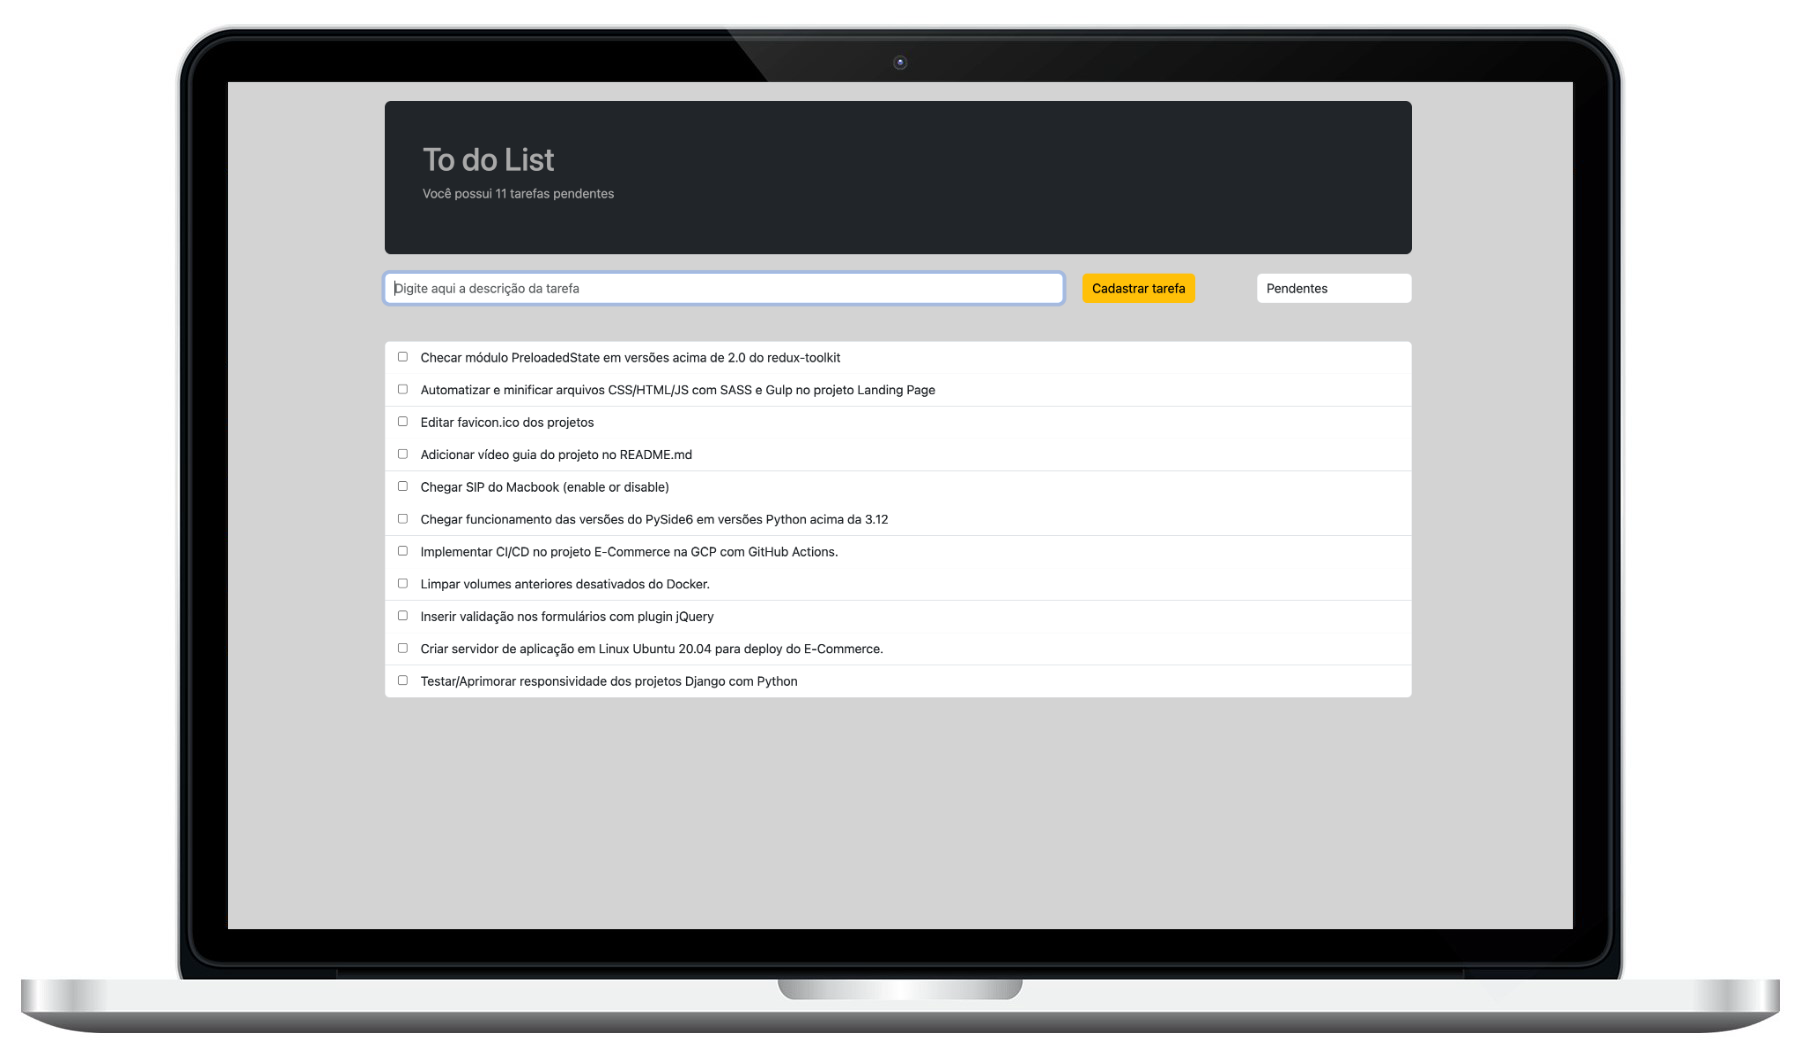 To do List
Você possui 11 tarefas pendentes
Digite aqui a descrição da tarefa
Cadastrar tarefa
Pendentes
Checar módulo PreloadedState em versões acima de 2.0 do redux-toolkit
Automatizar e minificar arquivos CSS/HTML/JS com SASS e Gulp no projeto Landing Page
Editar favicon.ico dos projetos
Adicionar vídeo guia do projeto no README.md
Chegar SIP do Macbook (enable or disable)
Chegar funcionamento das versões do PySide6 em versões Python acima da 3.12
Implementar CI/CD no projeto E-Commerce na GCP com GitHub Actions.
Limpar volumes anteriores desativados do Docker.
Inserir validação nos formulários com plugin jQuery
Criar servidor de aplicação em Linux Ubuntu 20.04 para deploy do E-Commerce.
Testar/Aprimorar responsividade dos projetos Django com Python